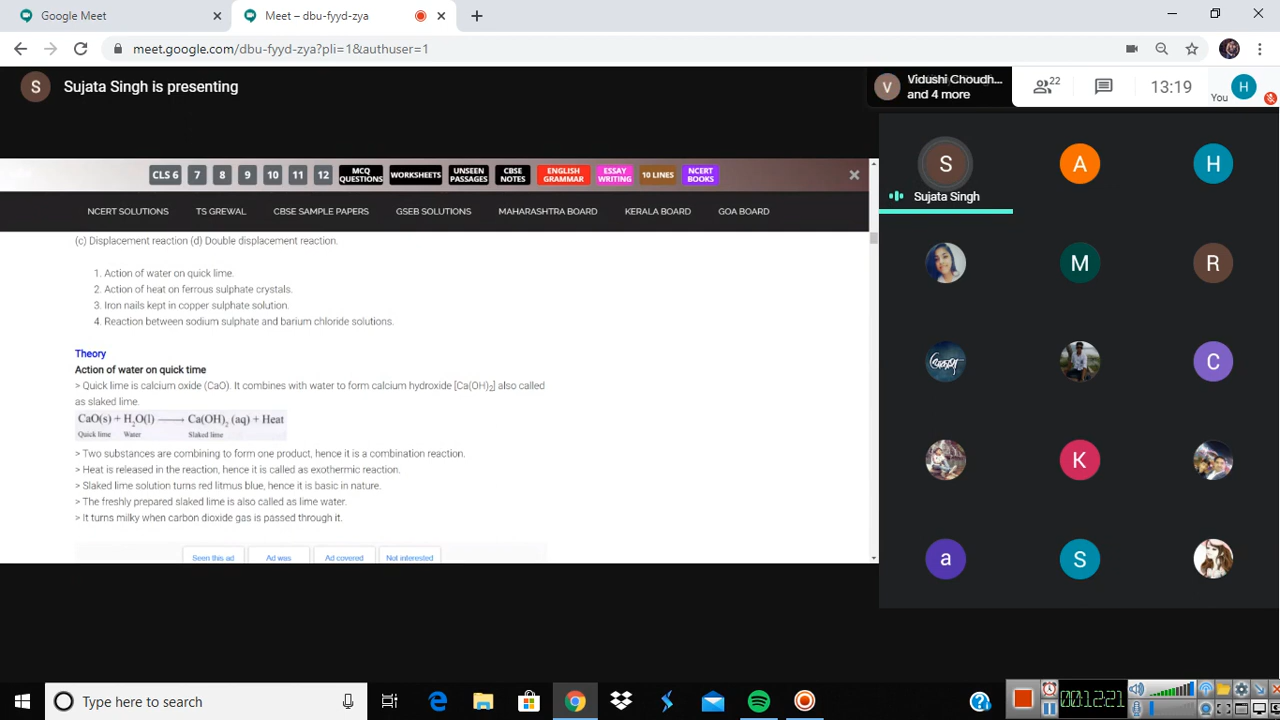 Google Meet
Meet – dbu-fyyd-zya
meet.google.com/dbu-fyyd-zya?pli=1&authuser=1
S
Sujata Singh is presenting
V
Vidushi Choudh...
and 4 more
22
13:19
You
H
CLS 6 7 8 9 10 11 12 MCQ QUESTIONS WORKSHEETS UNSEEN PASSAGES CBSE NOTES ENGLISH GRAMMAR ESSAY WRITING 10 LINES NCERT BOOKS
NCERT SOLUTIONS TS GREWAL CBSE SAMPLE PAPERS GSEB SOLUTIONS MAHARASHTRA BOARD KERALA BOARD GOA BOARD
(c) Displacement reaction (d) Double displacement reaction.
1. Action of water on quick lime.
2. Action of heat on ferrous sulphate crystals.
3. Iron nails kept in copper sulphate solution.
4. Reaction between sodium sulphate and barium chloride solutions.
Theory
Action of water on quick time
> Quick lime is calcium oxide (CaO). It combines with water to form calcium hydroxide [Ca(OH)₂] also called
as slaked lime.
CaO(s) + H₂O(l) ⟶ Ca(OH)₂ (aq) + Heat
Quick lime Water Slaked lime
> Two substances are combining to form one product, hence it is a combination reaction.
> Heat is released in the reaction, hence it is called as exothermic reaction.
> Slaked lime solution turns red litmus blue, hence it is basic in nature.
> The freshly prepared slaked lime is also called as lime water.
> It turns milky when carbon dioxide gas is passed through it.
Seen this ad Ad was Ad covered Not interested
S A H
Sujata Singh
M R
C
K
a S
Type here to search
00:12:21